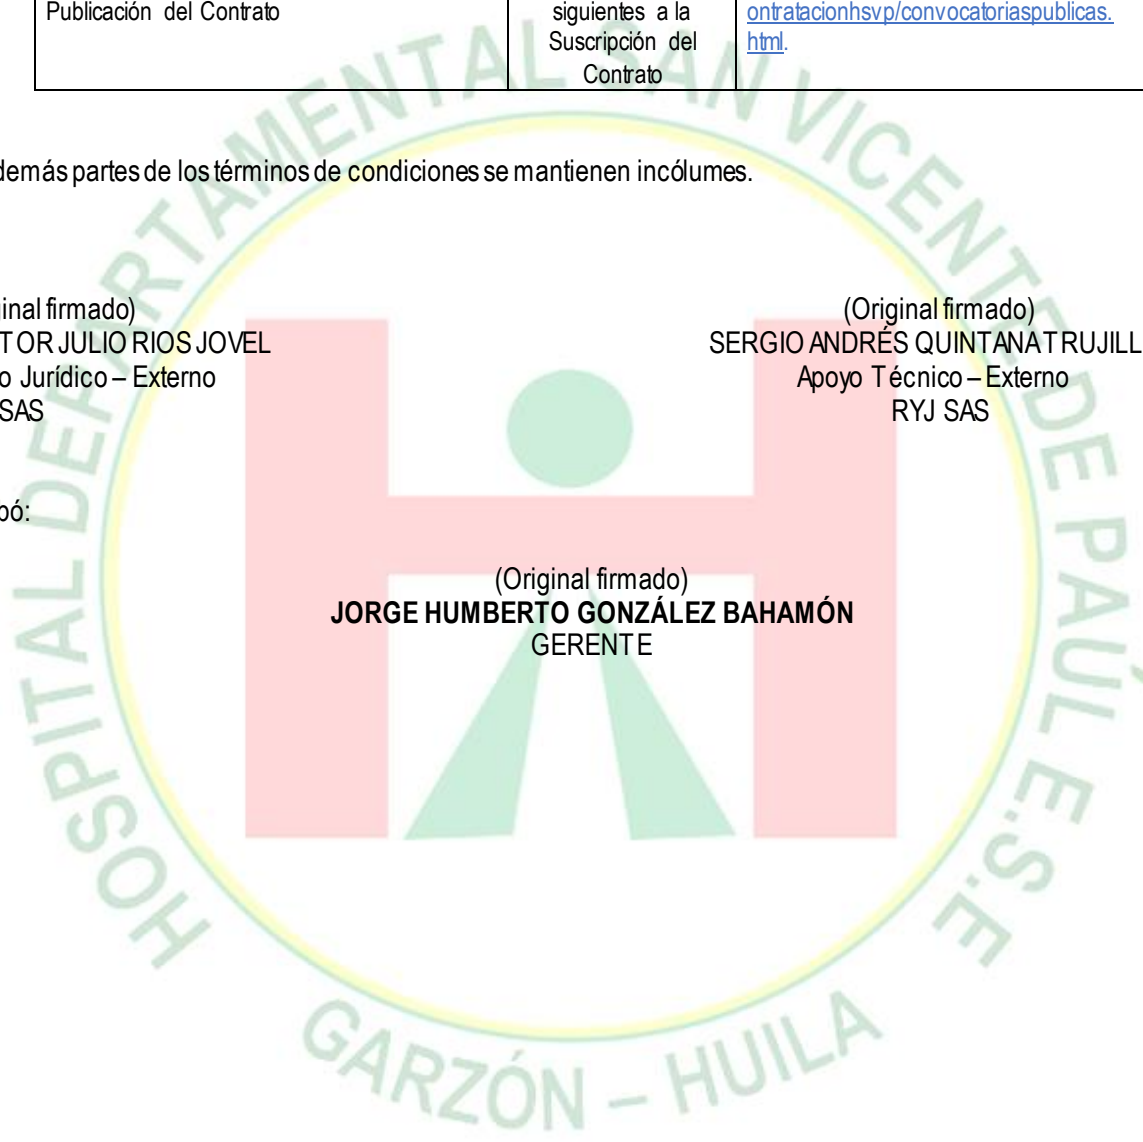 Publicación del Contrato
siguientes a la
Suscripción del
Contrato
ontratacionhsvp/convocatoriaspublicas.
html.
demás partes de los términos de condiciones se mantienen incólumes.
inal firmado)
TOR JULIO RIOS JOVEL
o Jurídico – Externo
SAS
(Original firmado)
SERGIO ANDRÉS QUINTANA TRUJILL
Apoyo Técnico – Externo
RYJ SAS
bó:
(Original firmado)
JORGE HUMBERTO GONZÁLEZ BAHAMÓN
GERENTE
HOSPITAL DEPARTAMENTAL SAN VICENTE DE PAÚL E.S.E
GARZÓN – HUILA